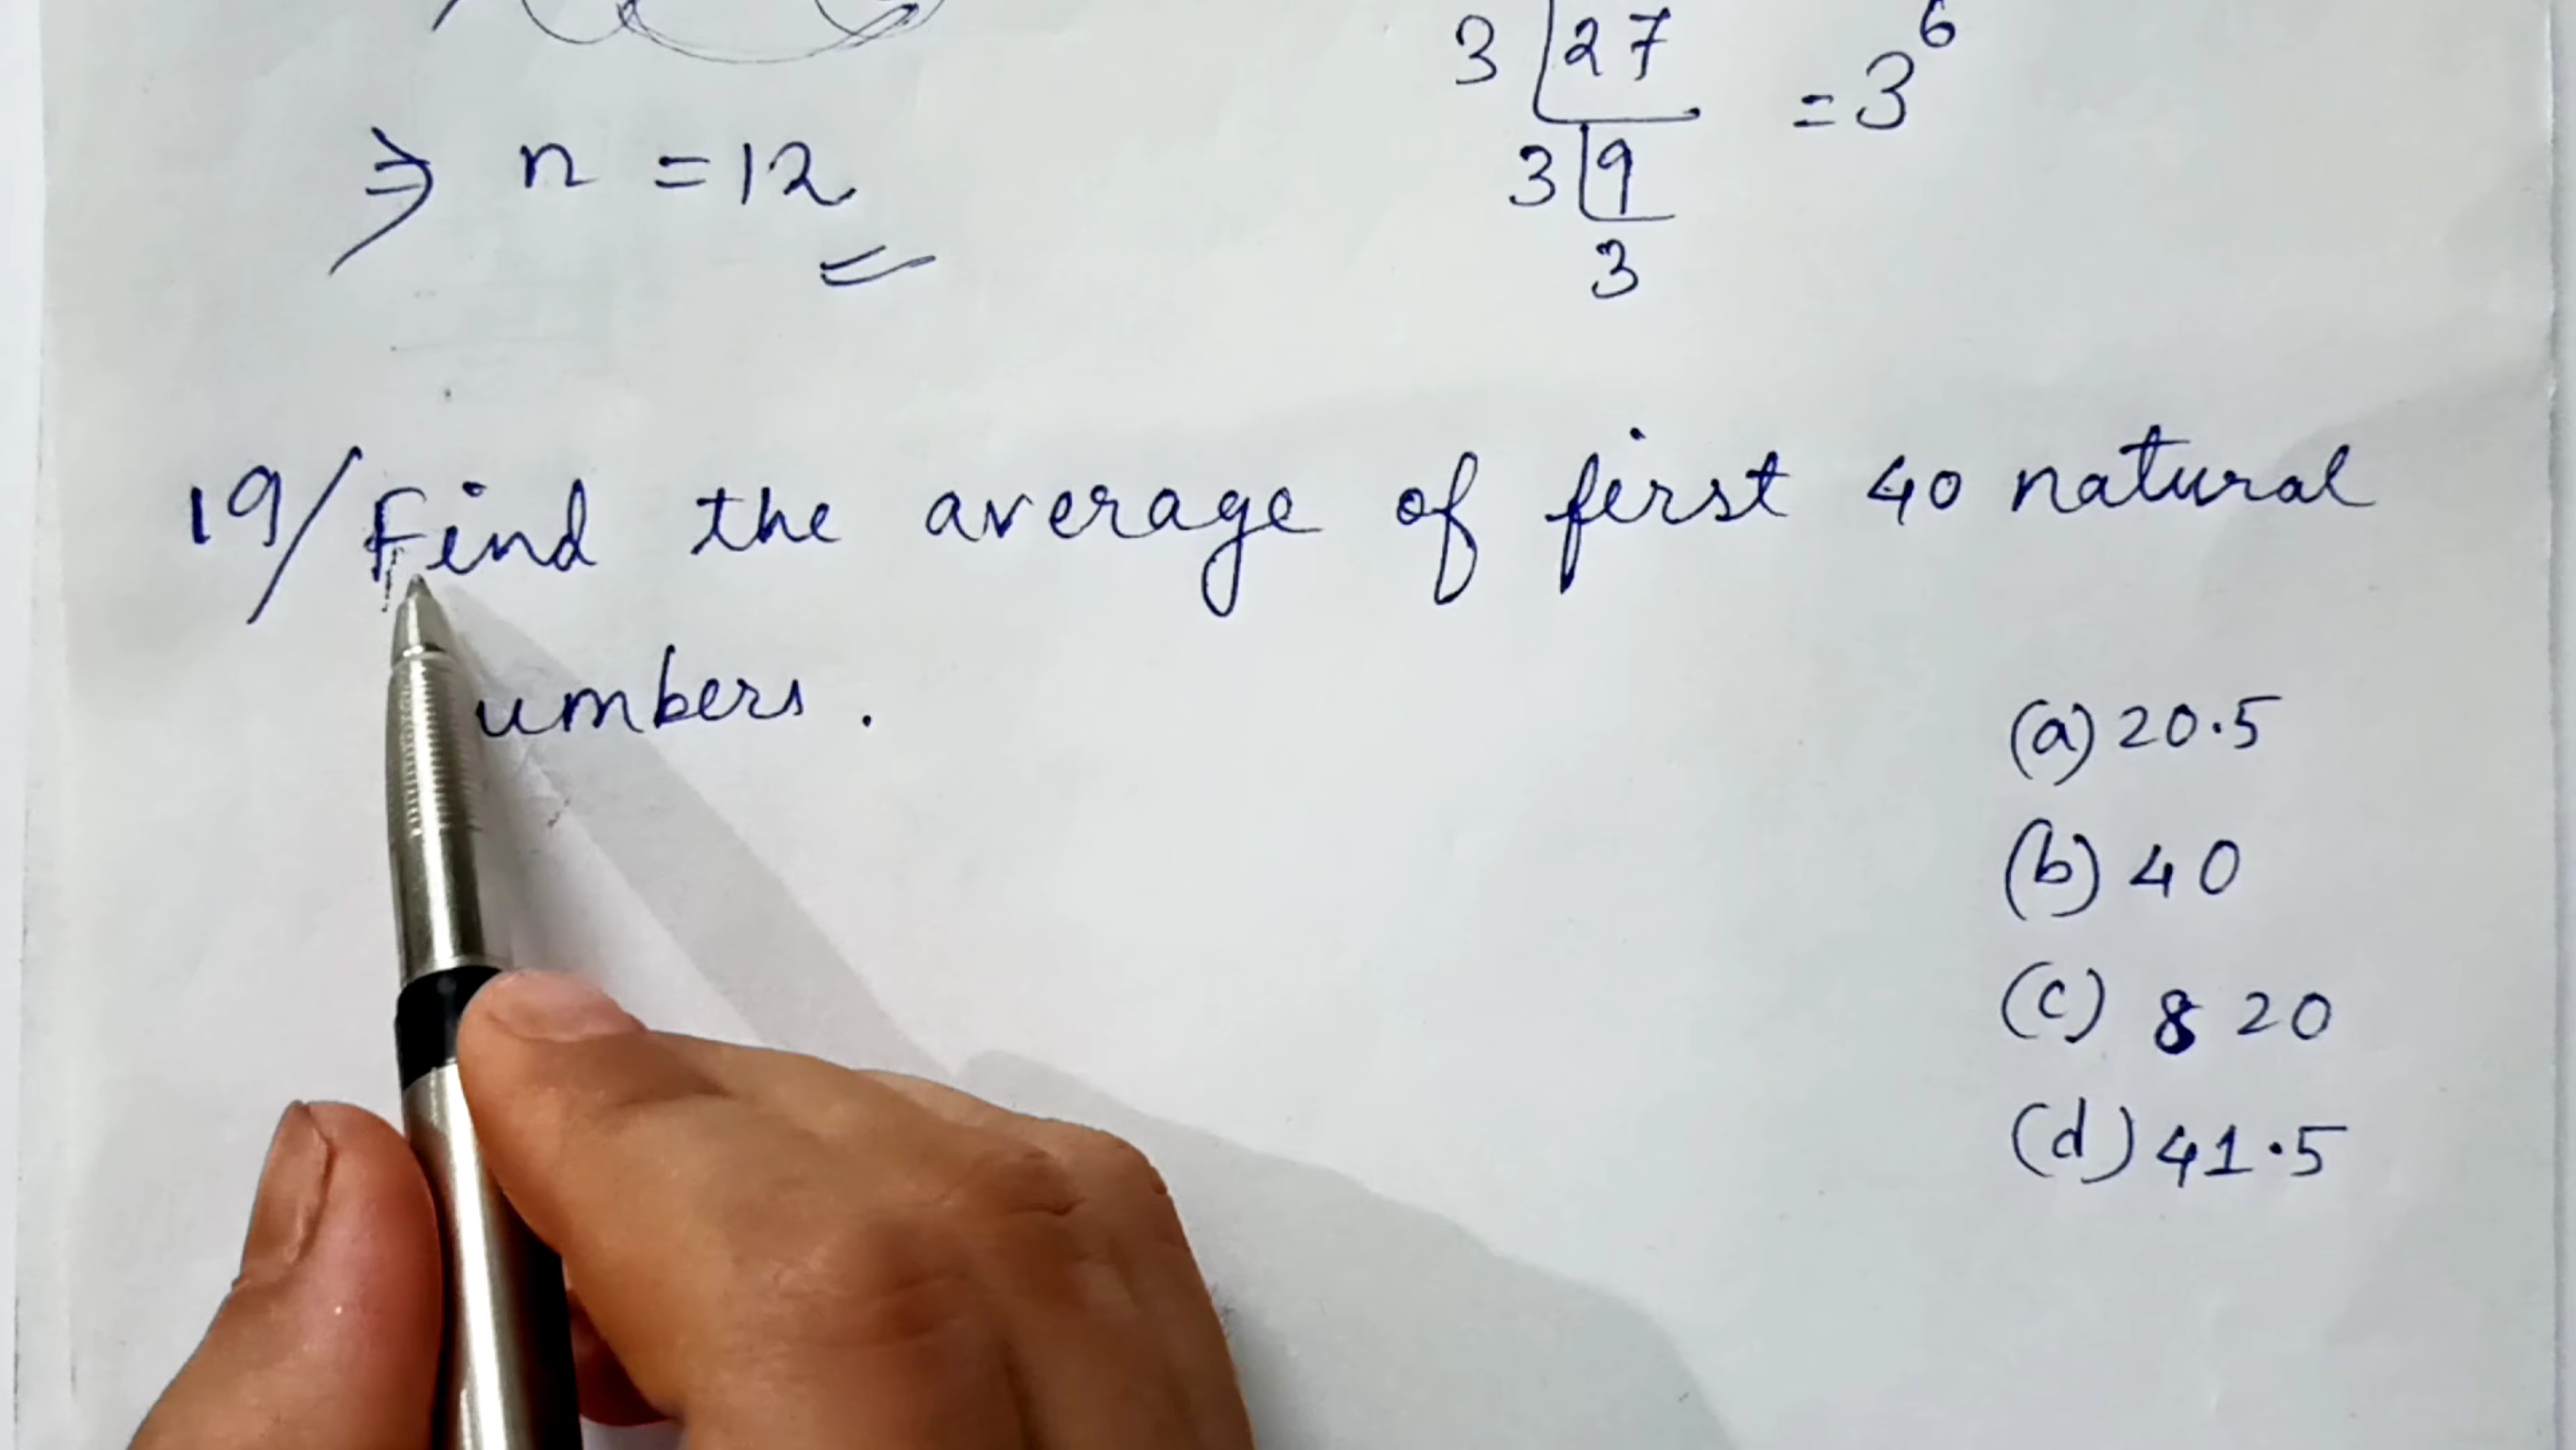 3 27 = 3^6
⇒ n = 12
3 9
3
19/ Find the average of first 40 natural
umbers.
(a) 20.5
(b) 40
(c) 820
(d) 41.5